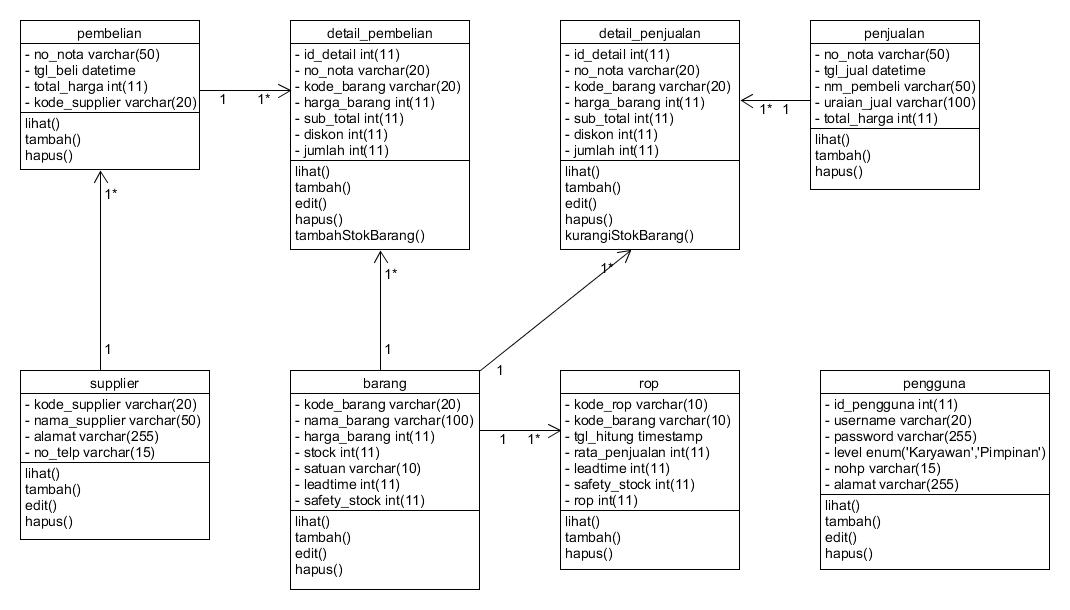 pembelian
- no_nota varchar(50)
- tgl_beli datetime
- total_harga int(11)
- kode_supplier varchar(20)
lihat()
tambah()
hapus()
1
1*
detail_pembelian
- id_detail int(11)
- no_nota varchar(20)
- kode_barang varchar(20)
- harga_barang int(11)
- sub_total int(11)
- diskon int(11)
- jumlah int(11)
lihat()
tambah()
edit()
hapus()
tambahStokBarang()
detail_penjualan
- id_detail int(11)
- no_nota varchar(20)
- kode_barang varchar(20)
- harga_barang int(11)
- sub_total int(11)
- diskon int(11)
- jumlah int(11)
lihat()
tambah()
edit()
hapus()
kurangiStokBarang()
1*
1
penjualan
- no_nota varchar(50)
- tgl_jual datetime
- nm_pembeli varchar(50)
- uraian_jual varchar(100)
- total_harga int(11)
lihat()
tambah()
hapus()
1*
1
1*
1
1*
1
supplier
- kode_supplier varchar(20)
- nama_supplier varchar(50)
- alamat varchar(255)
- no_telp varchar(15)
lihat()
tambah()
edit()
hapus()
barang
- kode_barang varchar(20)
- nama_barang varchar(100)
- harga_barang int(11)
- stock int(11)
- satuan varchar(10)
- leadtime int(11)
- safety_stock int(11)
lihat()
tambah()
edit()
hapus()
1
1*
rop
- kode_rop varchar(10)
- kode_barang varchar(10)
- tgl_hitung timestamp
- rata_penjualan int(11)
- leadtime int(11)
- safety_stock int(11)
- rop int(11)
lihat()
tambah()
hapus()
pengguna
- id_pengguna int(11)
- username varchar(20)
- password varchar(255)
- level enum('Karyawan','Pimpinan')
- nohp varchar(15)
- alamat varchar(255)
lihat()
tambah()
edit()
hapus()